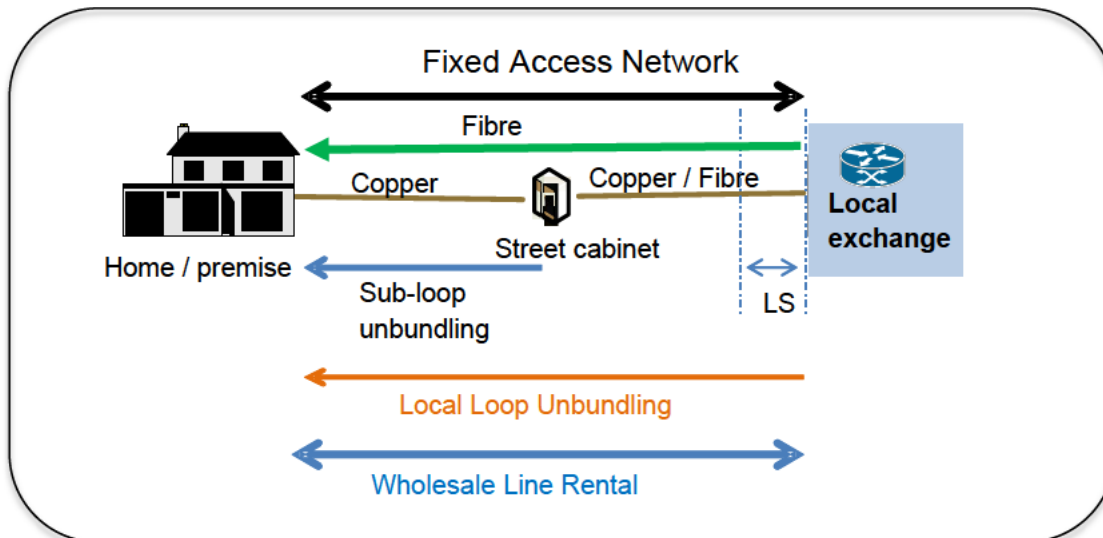 Fixed Access Network
Fibre
Copper
Copper / Fibre
Local
exchange
Street cabinet
Home / premise
Sub-loop
unbundling
LS
Local Loop Unbundling
Wholesale Line Rental